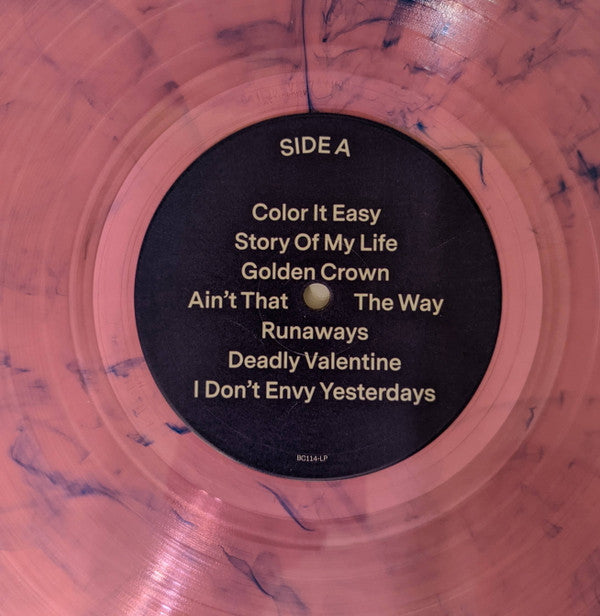 SIDE A
Color It Easy
Story Of My Life
Golden Crown
Ain't That The Way
Runaways
Deadly Valentine
I Don't Envy Yesterdays
BC114-LP